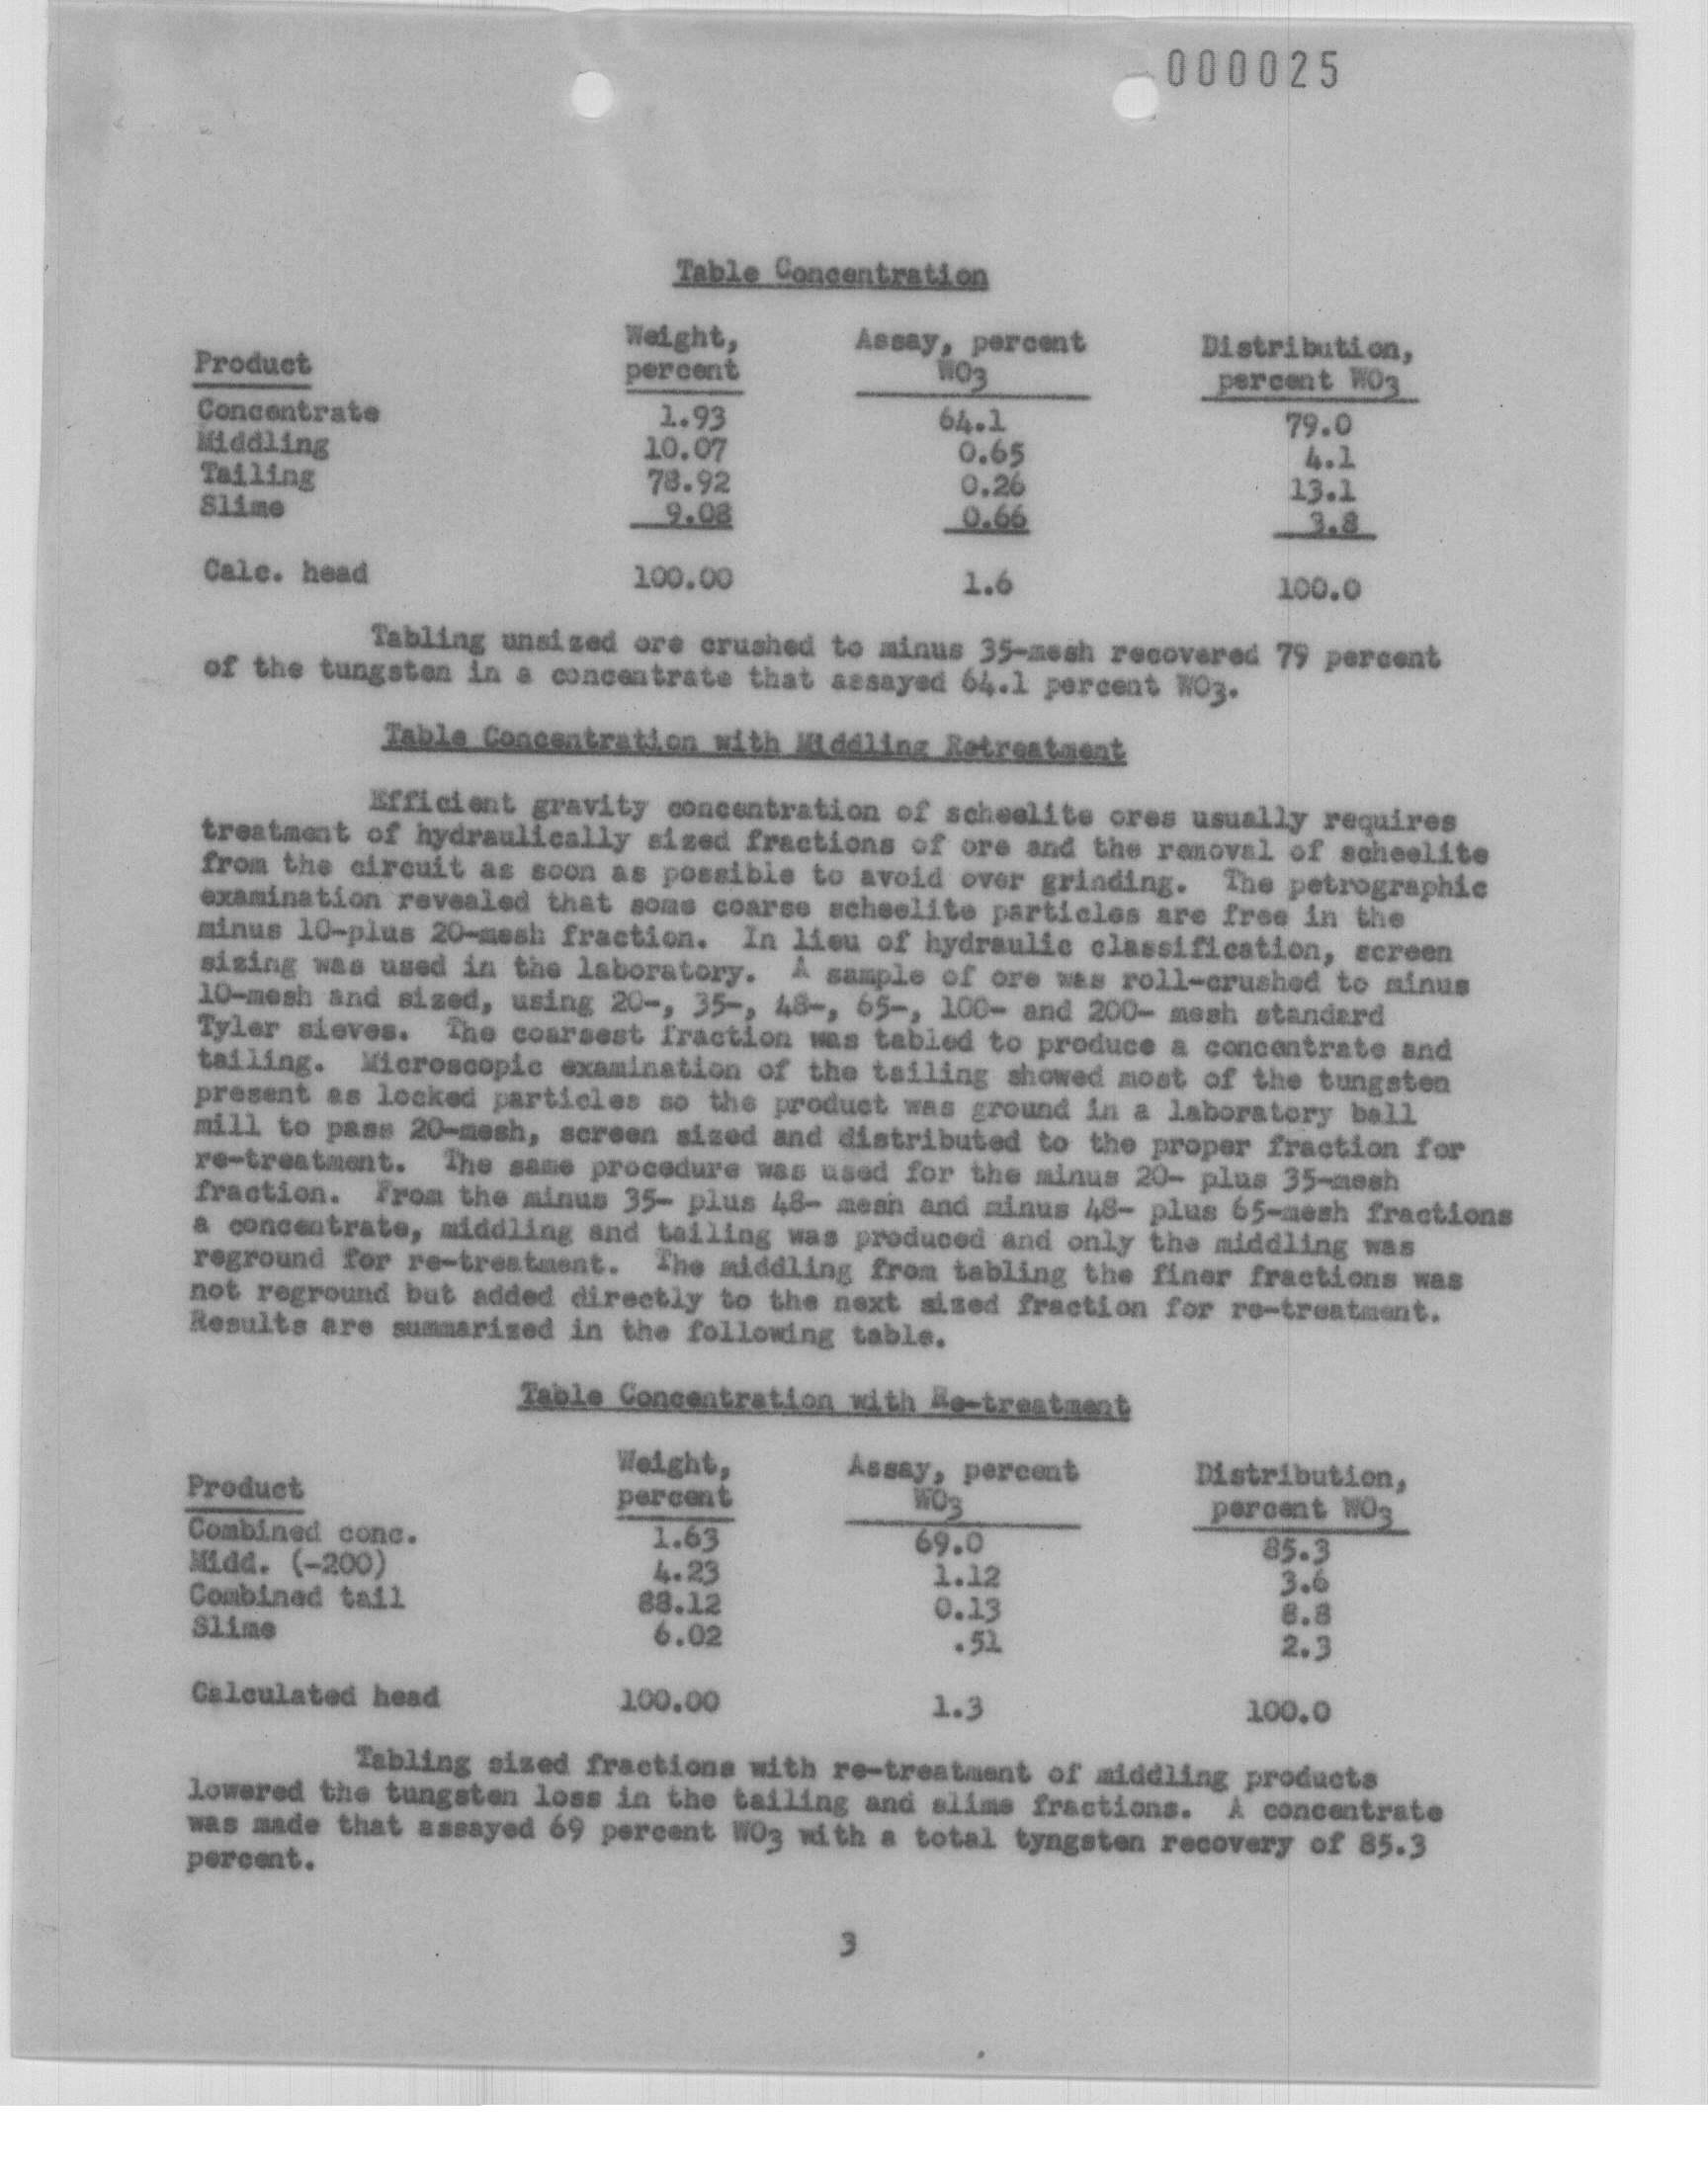 000025
Table Concentration
Product Weight, percent Assay, percent WO3 Distribution, percent WO3
Concentrate 1.93 64.1 79.0
Middling 10.07 0.65 4.1
Tailing 78.92 0.26 13.1
Slime 9.08 0.66 3.8
Calc. head 100.00 1.6 100.0
Tabling unsized ore crushed to minus 35-mesh recovered 79 percent
of the tungsten in a concentrate that assayed 64.1 percent WO3.
Table Concentration with Middling Retreatment
Efficient gravity concentration of scheelite ores usually requires
treatment of hydraulically sized fractions of ore and the removal of scheelite
from the circuit as soon as possible to avoid over grinding. The petrographic
examination revealed that some coarse scheelite particles are free in the
minus 10-plus 20-mesh fraction. In lieu of hydraulic classification, screen
sizing was used in the laboratory. A sample of ore was roll-crushed to minus
10-mesh and sized, using 20-, 35-, 48-, 65-, 100- and 200- mesh standard
Tyler sieves. The coarsest fraction was tabled to produce a concentrate and
tailing. Microscopic examination of the tailing showed most of the tungsten
present as locked particles so the product was ground in a laboratory ball
mill to pass 20-mesh, screen sized and distributed to the proper fraction for
re-treatment. The same procedure was used for the minus 20- plus 35-mesh
fraction. From the minus 35- plus 48- mesh and minus 48- plus 65-mesh fractions
a concentrate, middling and tailing was produced and only the middling was
reground for re-treatment. The middling from tabling the finer fractions was
not reground but added directly to the next sized fraction for re-treatment.
Results are summarized in the following table.
Table Concentration with Re-treatment
Product Weight, percent Assay, percent WO3 Distribution, percent WO3
Combined conc. 1.63 69.0 85.3
Midd. (-200) 4.23 1.12 3.6
Combined tail 88.12 0.13 8.8
Slime 6.02 .51 2.3
Calculated head 100.00 1.3 100.0
Tabling sized fractions with re-treatment of middling products
lowered the tungsten loss in the tailing and slime fractions. A concentrate
was made that assayed 69 percent WO3 with a total tyngsten recovery of 85.3
percent.
3